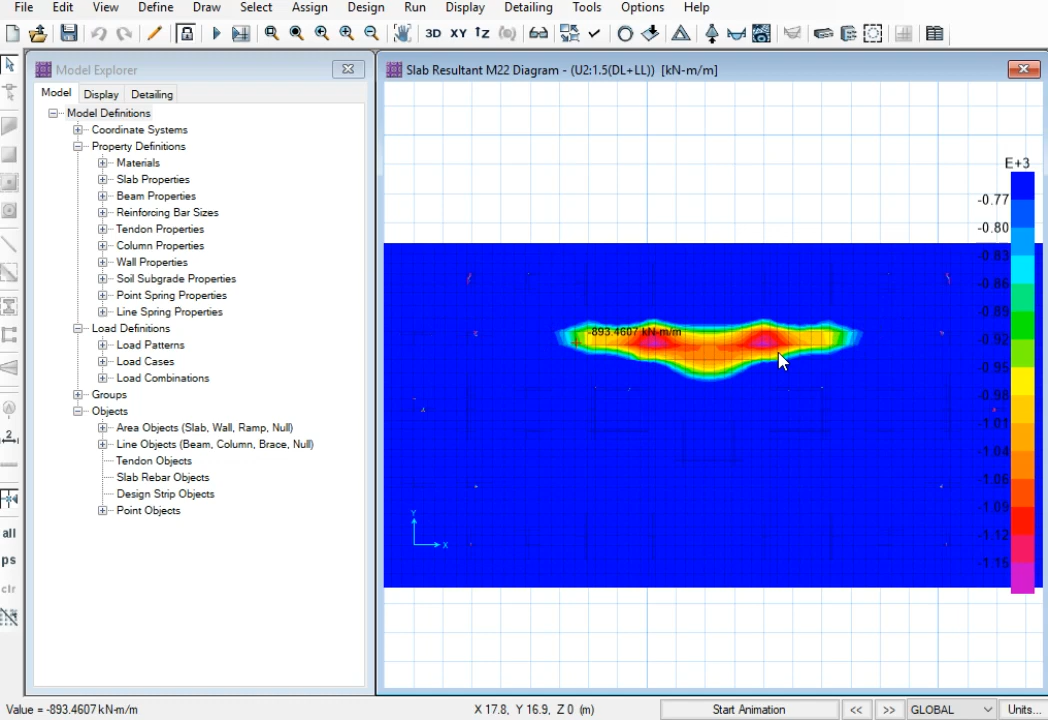 File Edit View Define Draw Select Assign Design Run Display Detailing Tools Options Help
3D XY
Model Explorer
Model Display Detailing
Model Definitions
Coordinate Systems
Property Definitions
Materials
Slab Properties
Beam Properties
Reinforcing Bar Sizes
Tendon Properties
Column Properties
Wall Properties
Soil Subgrade Properties
Point Spring Properties
Line Spring Properties
Load Definitions
Load Patterns
Load Cases
Load Combinations
Groups
Objects
Area Objects (Slab, Wall, Ramp, Null)
Line Objects (Beam, Column, Brace, Null)
Tendon Objects
Slab Rebar Objects
Design Strip Objects
Point Objects
all
ps
clr
Slab Resultant M22 Diagram - (U2:1.5(DL+LL)) [kN-m/m]
E+3
-0.77
-0.80
-0.83
-0.86
-0.89
-0.92
-0.95
-0.98
-1.01
-1.04
-1.06
-1.09
-1.12
-1.15
-893.4607 kN-m/m
Y
X
Value = -893.4607 kN-m/m X 17.8, Y 16.9, Z 0 (m) Start Animation << >> GLOBAL Units...